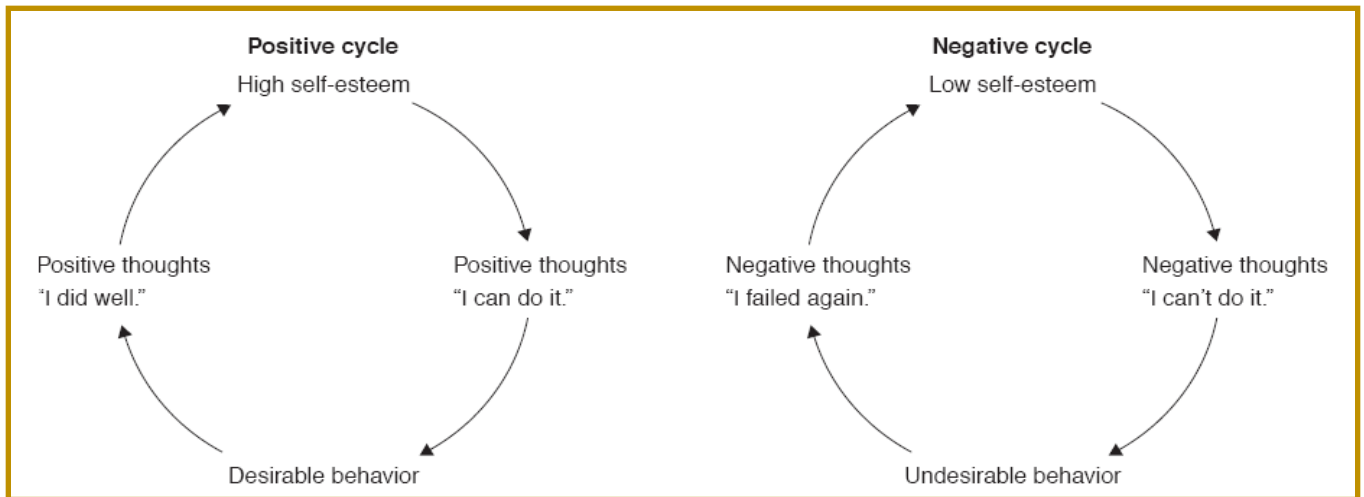 Positive cycle
High self-esteem
Positive thoughts
"I can do it."
Desirable behavior
Positive thoughts
"I did well."
Negative cycle
Low self-esteem
Negative thoughts
"I can't do it."
Undesirable behavior
Negative thoughts
"I failed again."